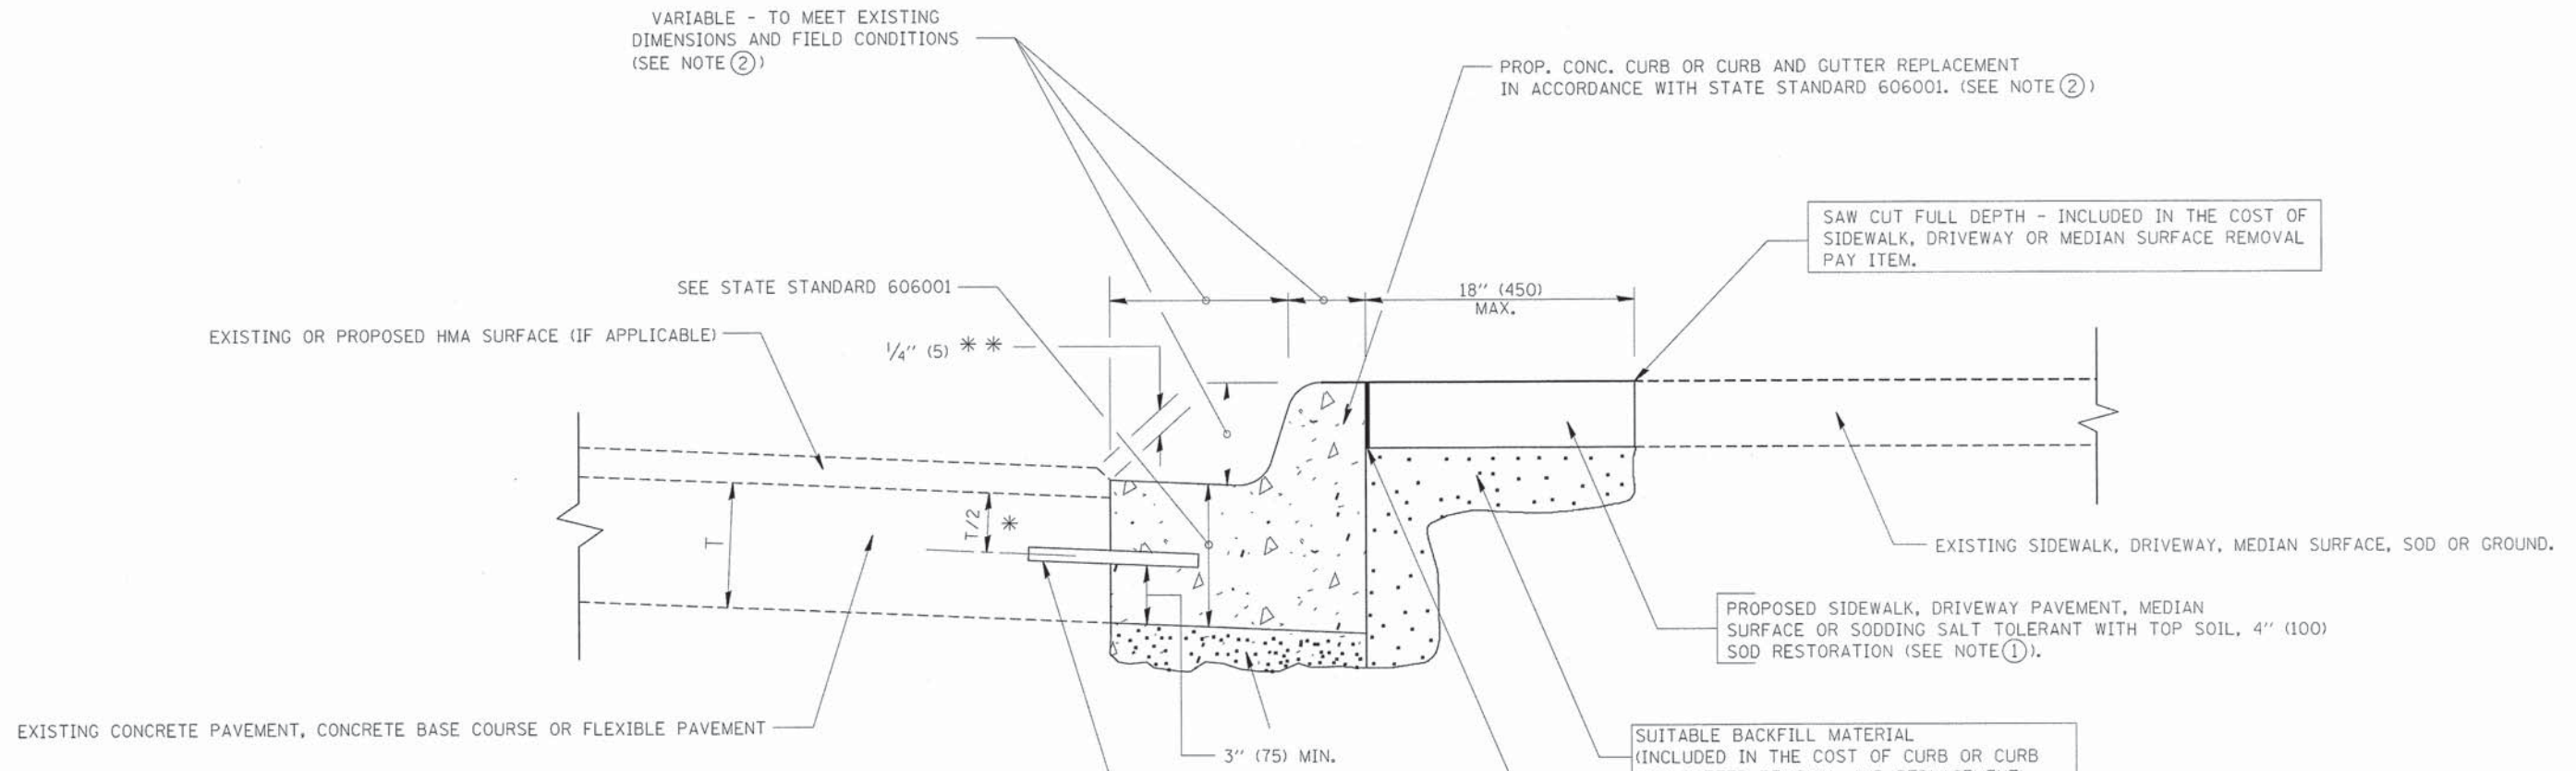 VARIABLE - TO MEET EXISTING
DIMENSIONS AND FIELD CONDITIONS
(SEE NOTE ②)
PROP. CONC. CURB OR CURB AND GUTTER REPLACEMENT
IN ACCORDANCE WITH STATE STANDARD 606001. (SEE NOTE ②)
SAW CUT FULL DEPTH - INCLUDED IN THE COST OF
SIDEWALK, DRIVEWAY OR MEDIAN SURFACE REMOVAL
PAY ITEM.
SEE STATE STANDARD 606001
18" (450)
MAX.
EXISTING OR PROPOSED HMA SURFACE (IF APPLICABLE)
1/4" (5) * *
T
T/2 *
EXISTING SIDEWALK, DRIVEWAY, MEDIAN SURFACE, SOD OR GROUND.
PROPOSED SIDEWALK, DRIVEWAY PAVEMENT, MEDIAN
SURFACE OR SODDING SALT TOLERANT WITH TOP SOIL, 4" (100)
SOD RESTORATION (SEE NOTE ①).
EXISTING CONCRETE PAVEMENT, CONCRETE BASE COURSE OR FLEXIBLE PAVEMENT
3" (75) MIN.
SUITABLE BACKFILL MATERIAL
(INCLUDED IN THE COST OF CURB OR CURB